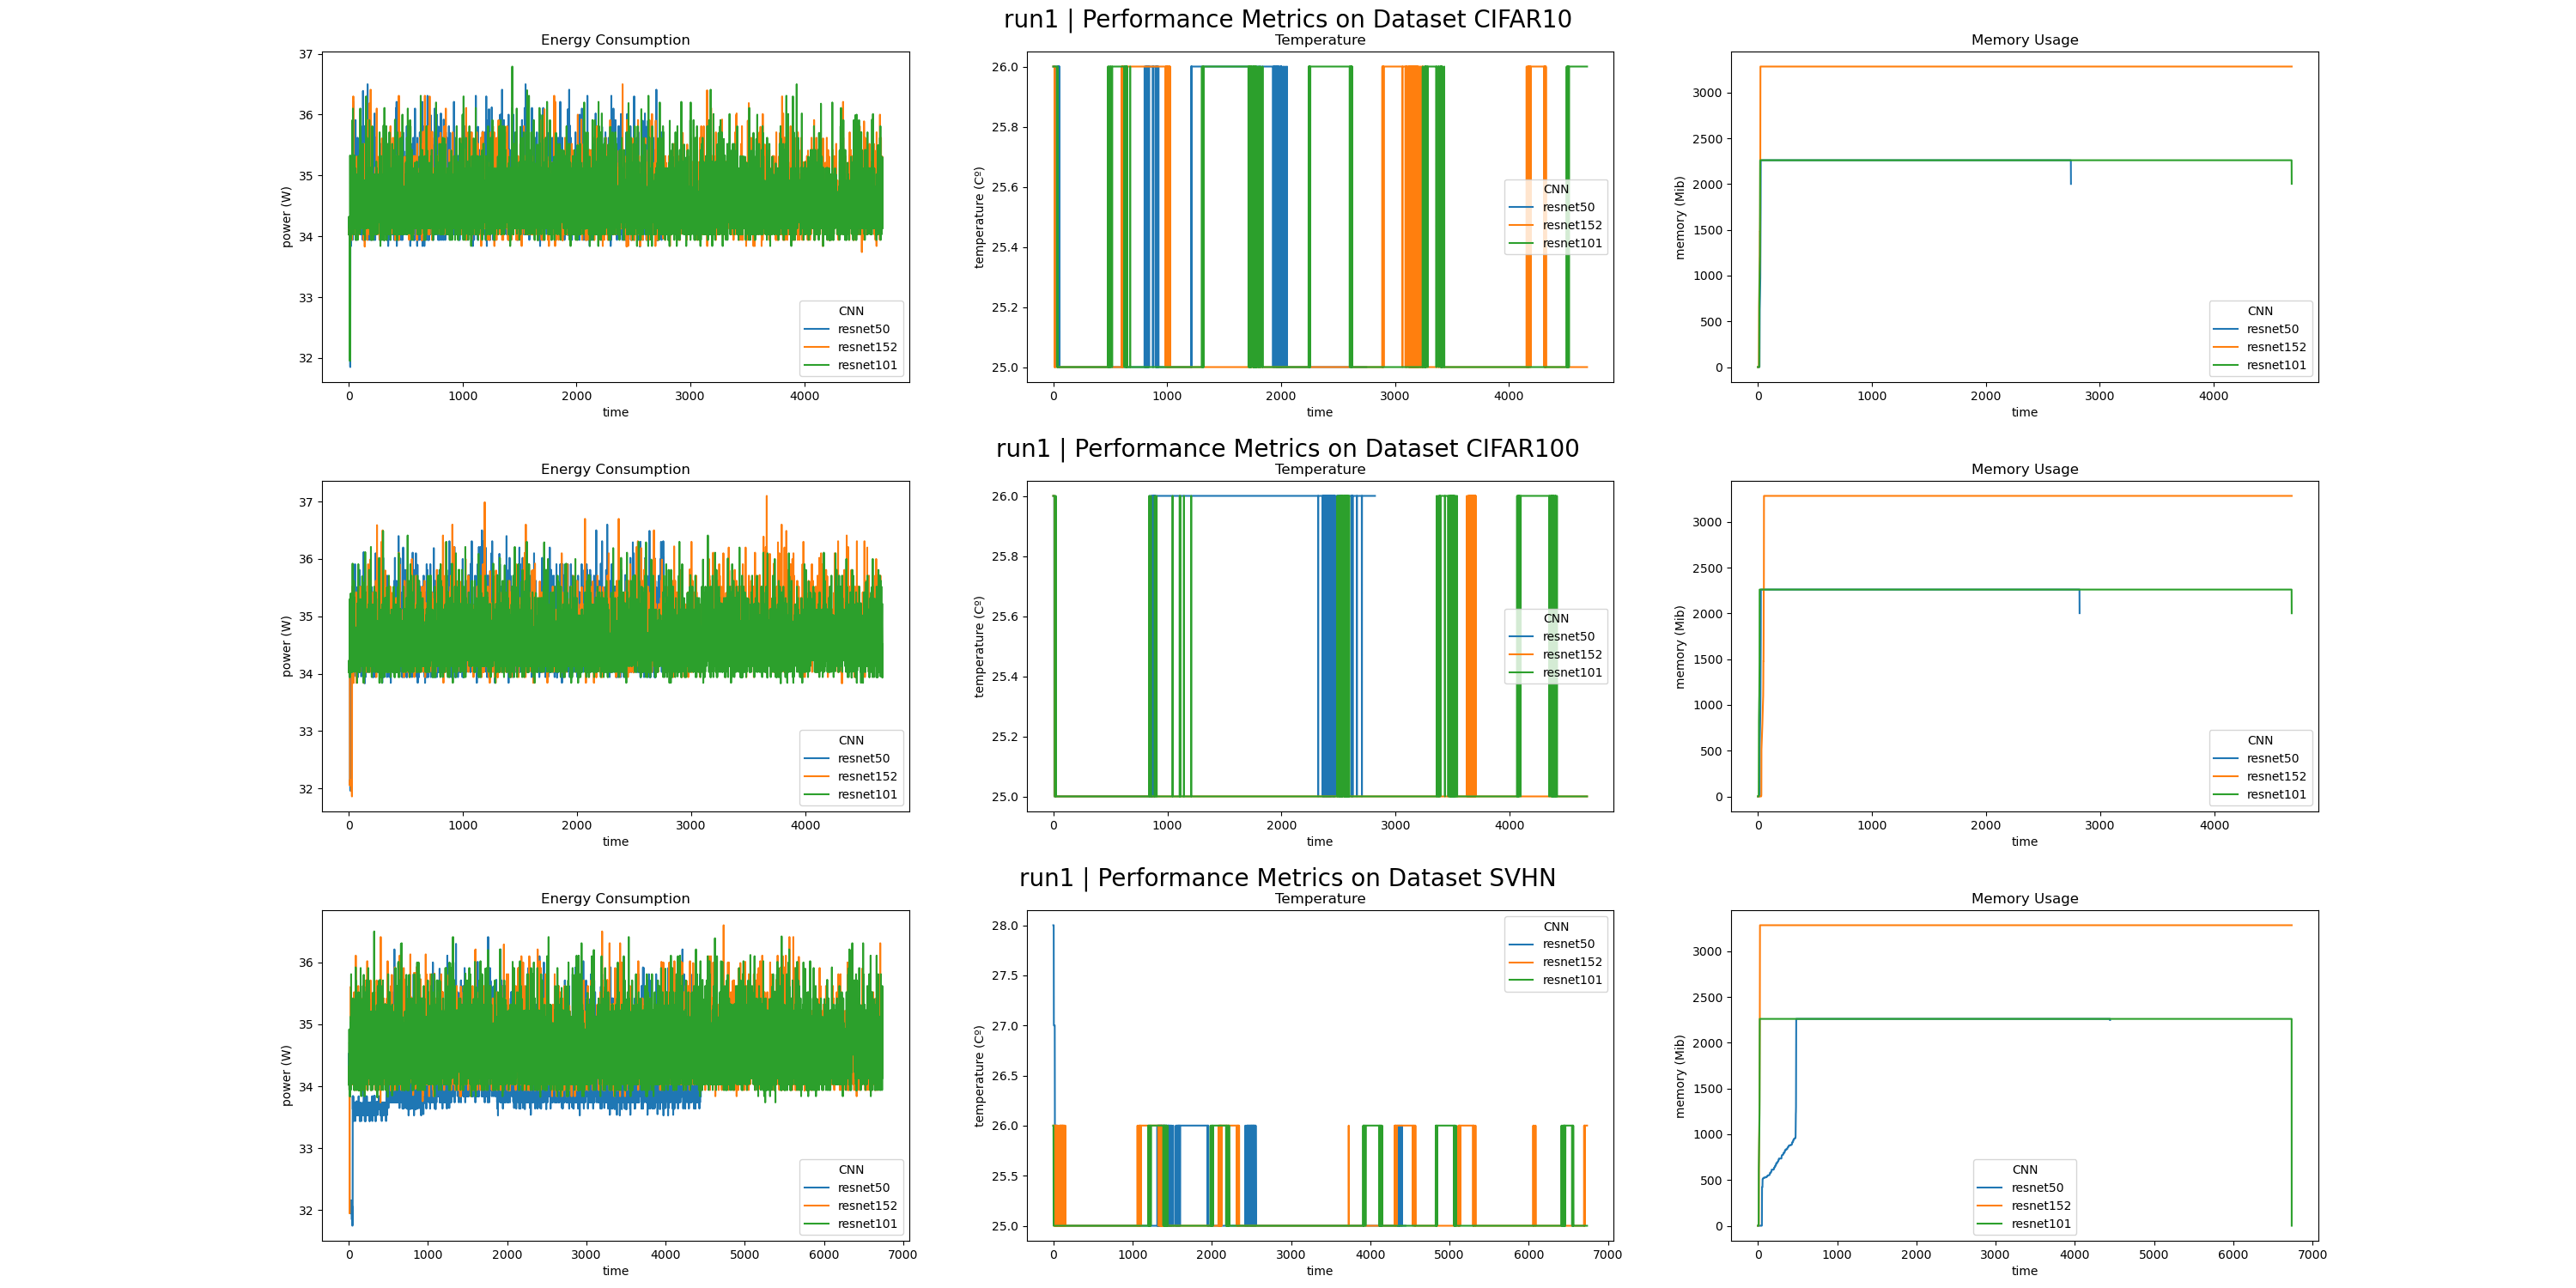 run1 | Performance Metrics on Dataset CIFAR10
Energy Consumption
37
36
35
34
33
32
power (W)
0 1000 2000 3000 4000
time
CNN
resnet50
resnet152
resnet101
Temperature
26.0
25.8
25.6
25.4
25.2
25.0
temperature (Cº)
0 1000 2000 3000 4000
time
CNN
resnet50
resnet152
resnet101
Memory Usage
3000
2500
2000
1500
1000
500
0
memory (Mib)
0 1000 2000 3000 4000
time
CNN
resnet50
resnet152
resnet101
run1 | Performance Metrics on Dataset CIFAR100
Energy Consumption
37
36
35
34
33
32
power (W)
0 1000 2000 3000 4000
time
CNN
resnet50
resnet152
resnet101
Temperature
26.0
25.8
25.6
25.4
25.2
25.0
temperature (Cº)
0 1000 2000 3000 4000
time
CNN
resnet50
resnet152
resnet101
Memory Usage
3000
2500
2000
1500
1000
500
0
memory (Mib)
0 1000 2000 3000 4000
time
CNN
resnet50
resnet152
resnet101
run1 | Performance Metrics on Dataset SVHN
Energy Consumption
36
35
34
33
32
power (W)
0 1000 2000 3000 4000 5000 6000 7000
time
CNN
resnet50
resnet152
resnet101
Temperature
28.0
27.5
27.0
26.5
26.0
25.5
25.0
temperature (Cº)
0 1000 2000 3000 4000 5000 6000 7000
time
CNN
resnet50
resnet152
resnet101
Memory Usage
3000
2500
2000
1500
1000
500
0
memory (Mib)
0 1000 2000 3000 4000 5000 6000 7000
time
CNN
resnet50
resnet152
resnet101